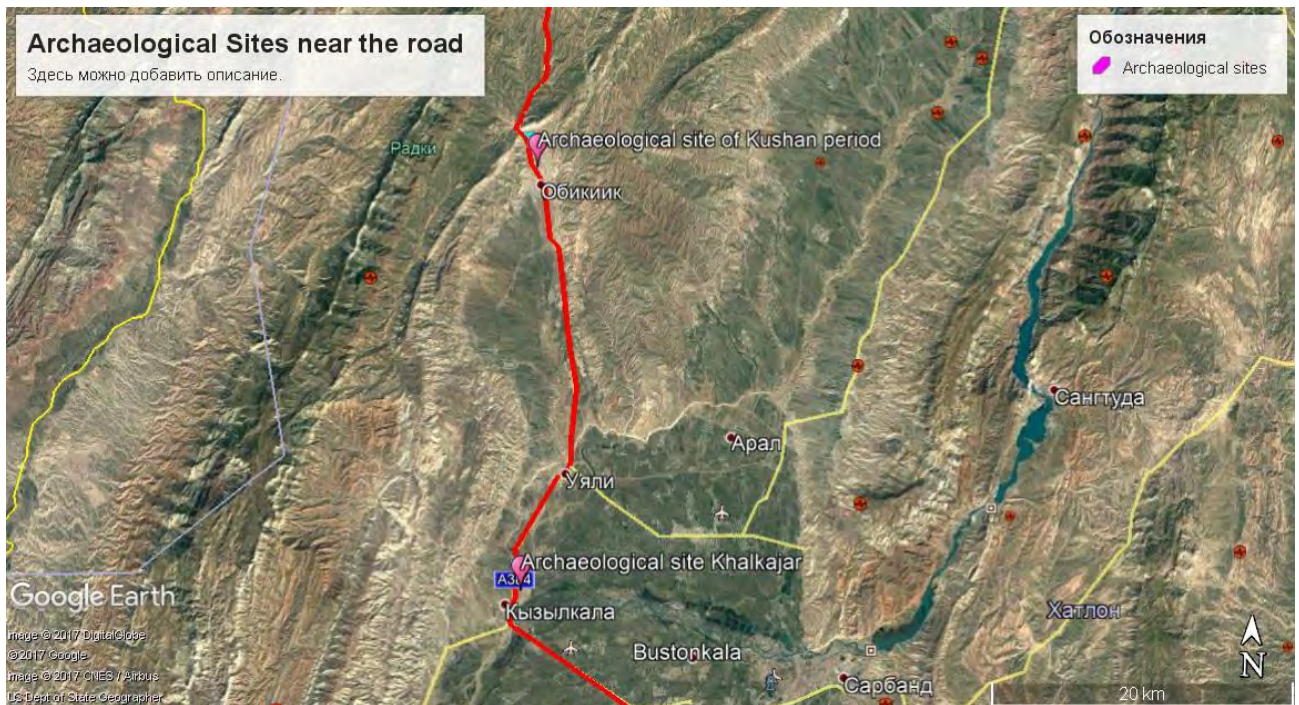 Archaeological Sites near the road
Здесь можно добавить описание.
Обозначения
Archaeological sites
Archaeological site of Kushan period
Радки
Обикиик
Сангтуда
Арал
Уяли
Archaeological site Khalkajar
A384
Кызылкала
Хатлон
Bustonkala
Сарбанд
Google Earth
Image © 2017 DigitalGlobe
© 2017 Google
Image © 2017 CNES / Airbus
US Dept of State Geographer
N
20 km